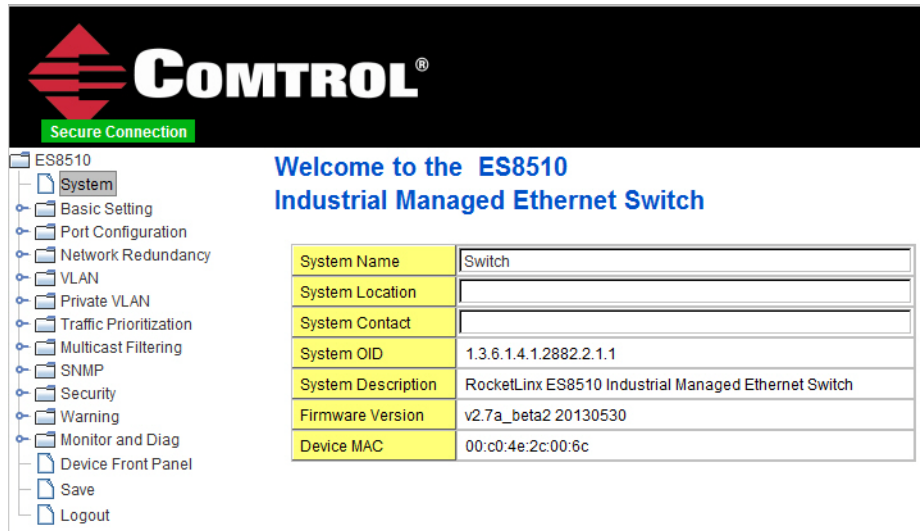 COMTROL®
Secure Connection
ES8510
System
Basic Setting
Port Configuration
Network Redundancy
VLAN
Private VLAN
Traffic Prioritization
Multicast Filtering
SNMP
Security
Warning
Monitor and Diag
Device Front Panel
Save
Logout
Welcome to the ES8510
Industrial Managed Ethernet Switch
System Name Switch
System Location
System Contact
System OID 1.3.6.1.4.1.2882.2.1.1
System Description RocketLinx ES8510 Industrial Managed Ethernet Switch
Firmware Version v2.7a_beta2 20130530
Device MAC 00:c0:4e:2c:00:6c